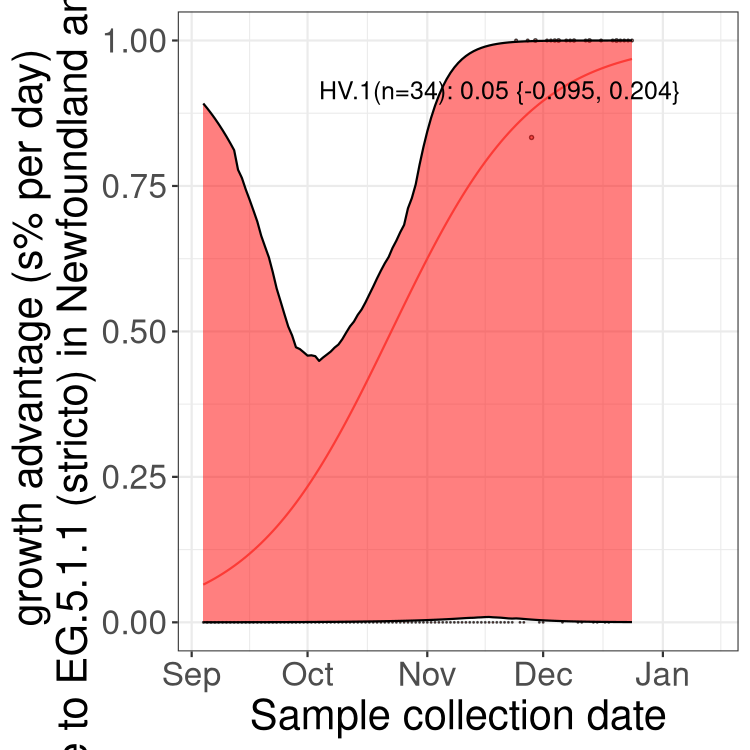 growth advantage (s% per day)
to EG.5.1.1 (stricto) in Newfoundland
1.00
0.75
0.50
0.25
0.00
HV.1(n=34): 0.05 {-0.095, 0.204}
Sep Oct Nov Dec Jan
Sample collection date